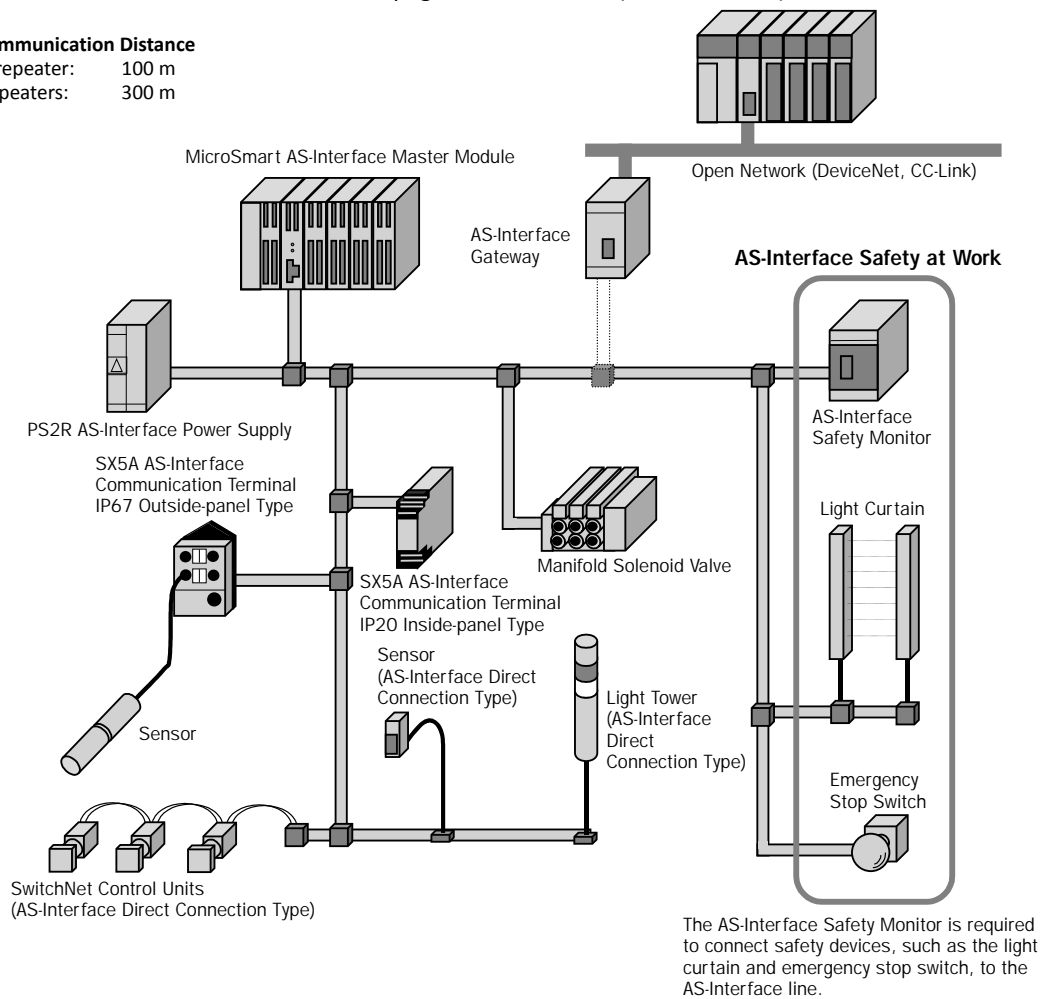 Communication Distance
repeater: 100 m
peaters: 300 m
MicroSmart AS-Interface Master Module
Open Network (DeviceNet, CC-Link)
AS-Interface
Gateway
AS-Interface Safety at Work
PS2R AS-Interface Power Supply
AS-Interface
Safety Monitor
SX5A AS-Interface
Communication Terminal
IP67 Outside-panel Type
Light Curtain
Manifold Solenoid Valve
SX5A AS-Interface
Communication Terminal
IP20 Inside-panel Type
Sensor
(AS-Interface Direct
Connection Type)
Light Tower
(AS-Interface
Direct
Connection Type)
Sensor
Emergency
Stop Switch
SwitchNet Control Units
(AS-Interface Direct Connection Type)
The AS-Interface Safety Monitor is required
to connect safety devices, such as the light
curtain and emergency stop switch, to the
AS-Interface line.